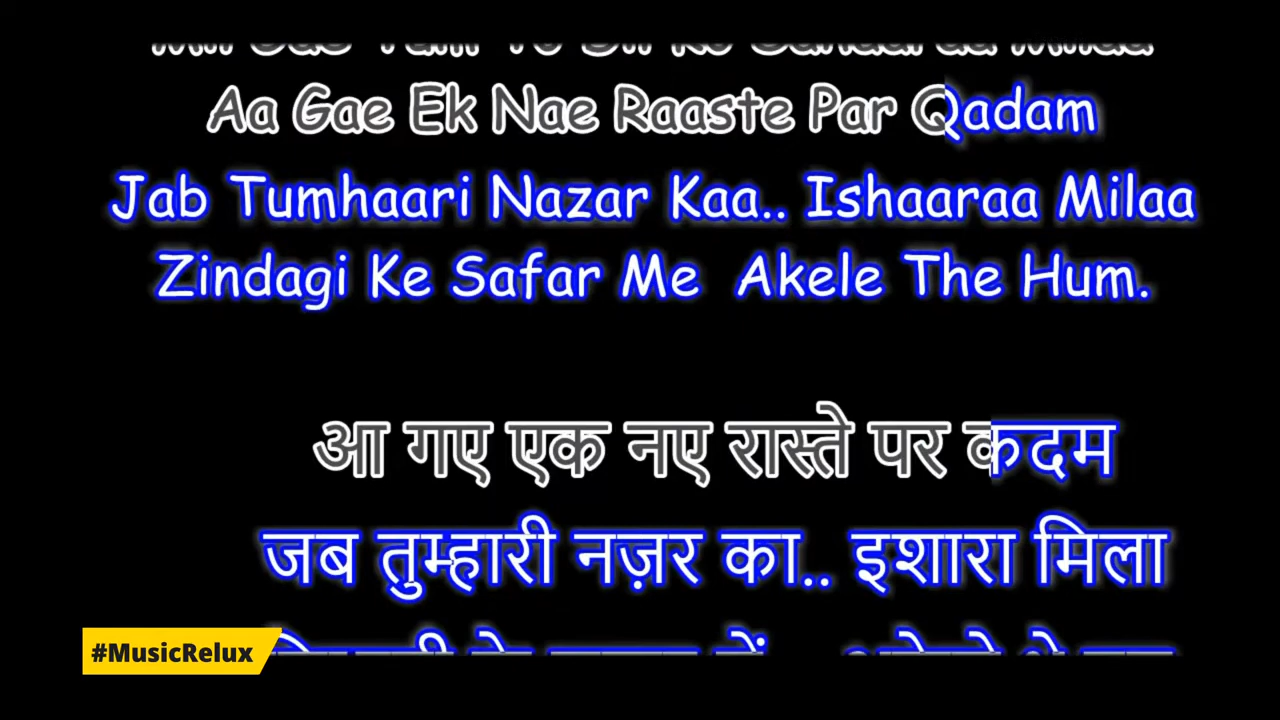 Aa Gae Ek Nae Raaste Par Qadam
Jab Tumhaari Nazar Kaa.. Ishaaraa Milaa
Zindagi Ke Safar Me Akele The Hum.
आ गए एक नए रास्ते पर कदम
जब तुम्हारी नज़र का.. इशारा मिला
#MusicRelux